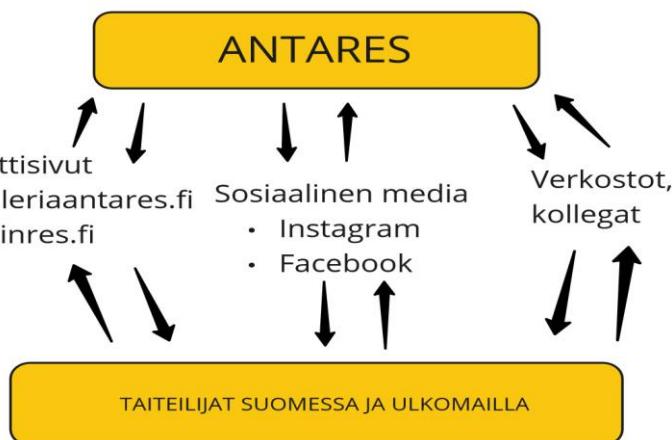 ANTARES
ttisivut
leriaantares.fi
inres.fi
Sosiaalinen media
• Instagram
• Facebook
Verkostot,
kollegat
TAITEILIJAT SUOMESSA JA ULKOMAILLA